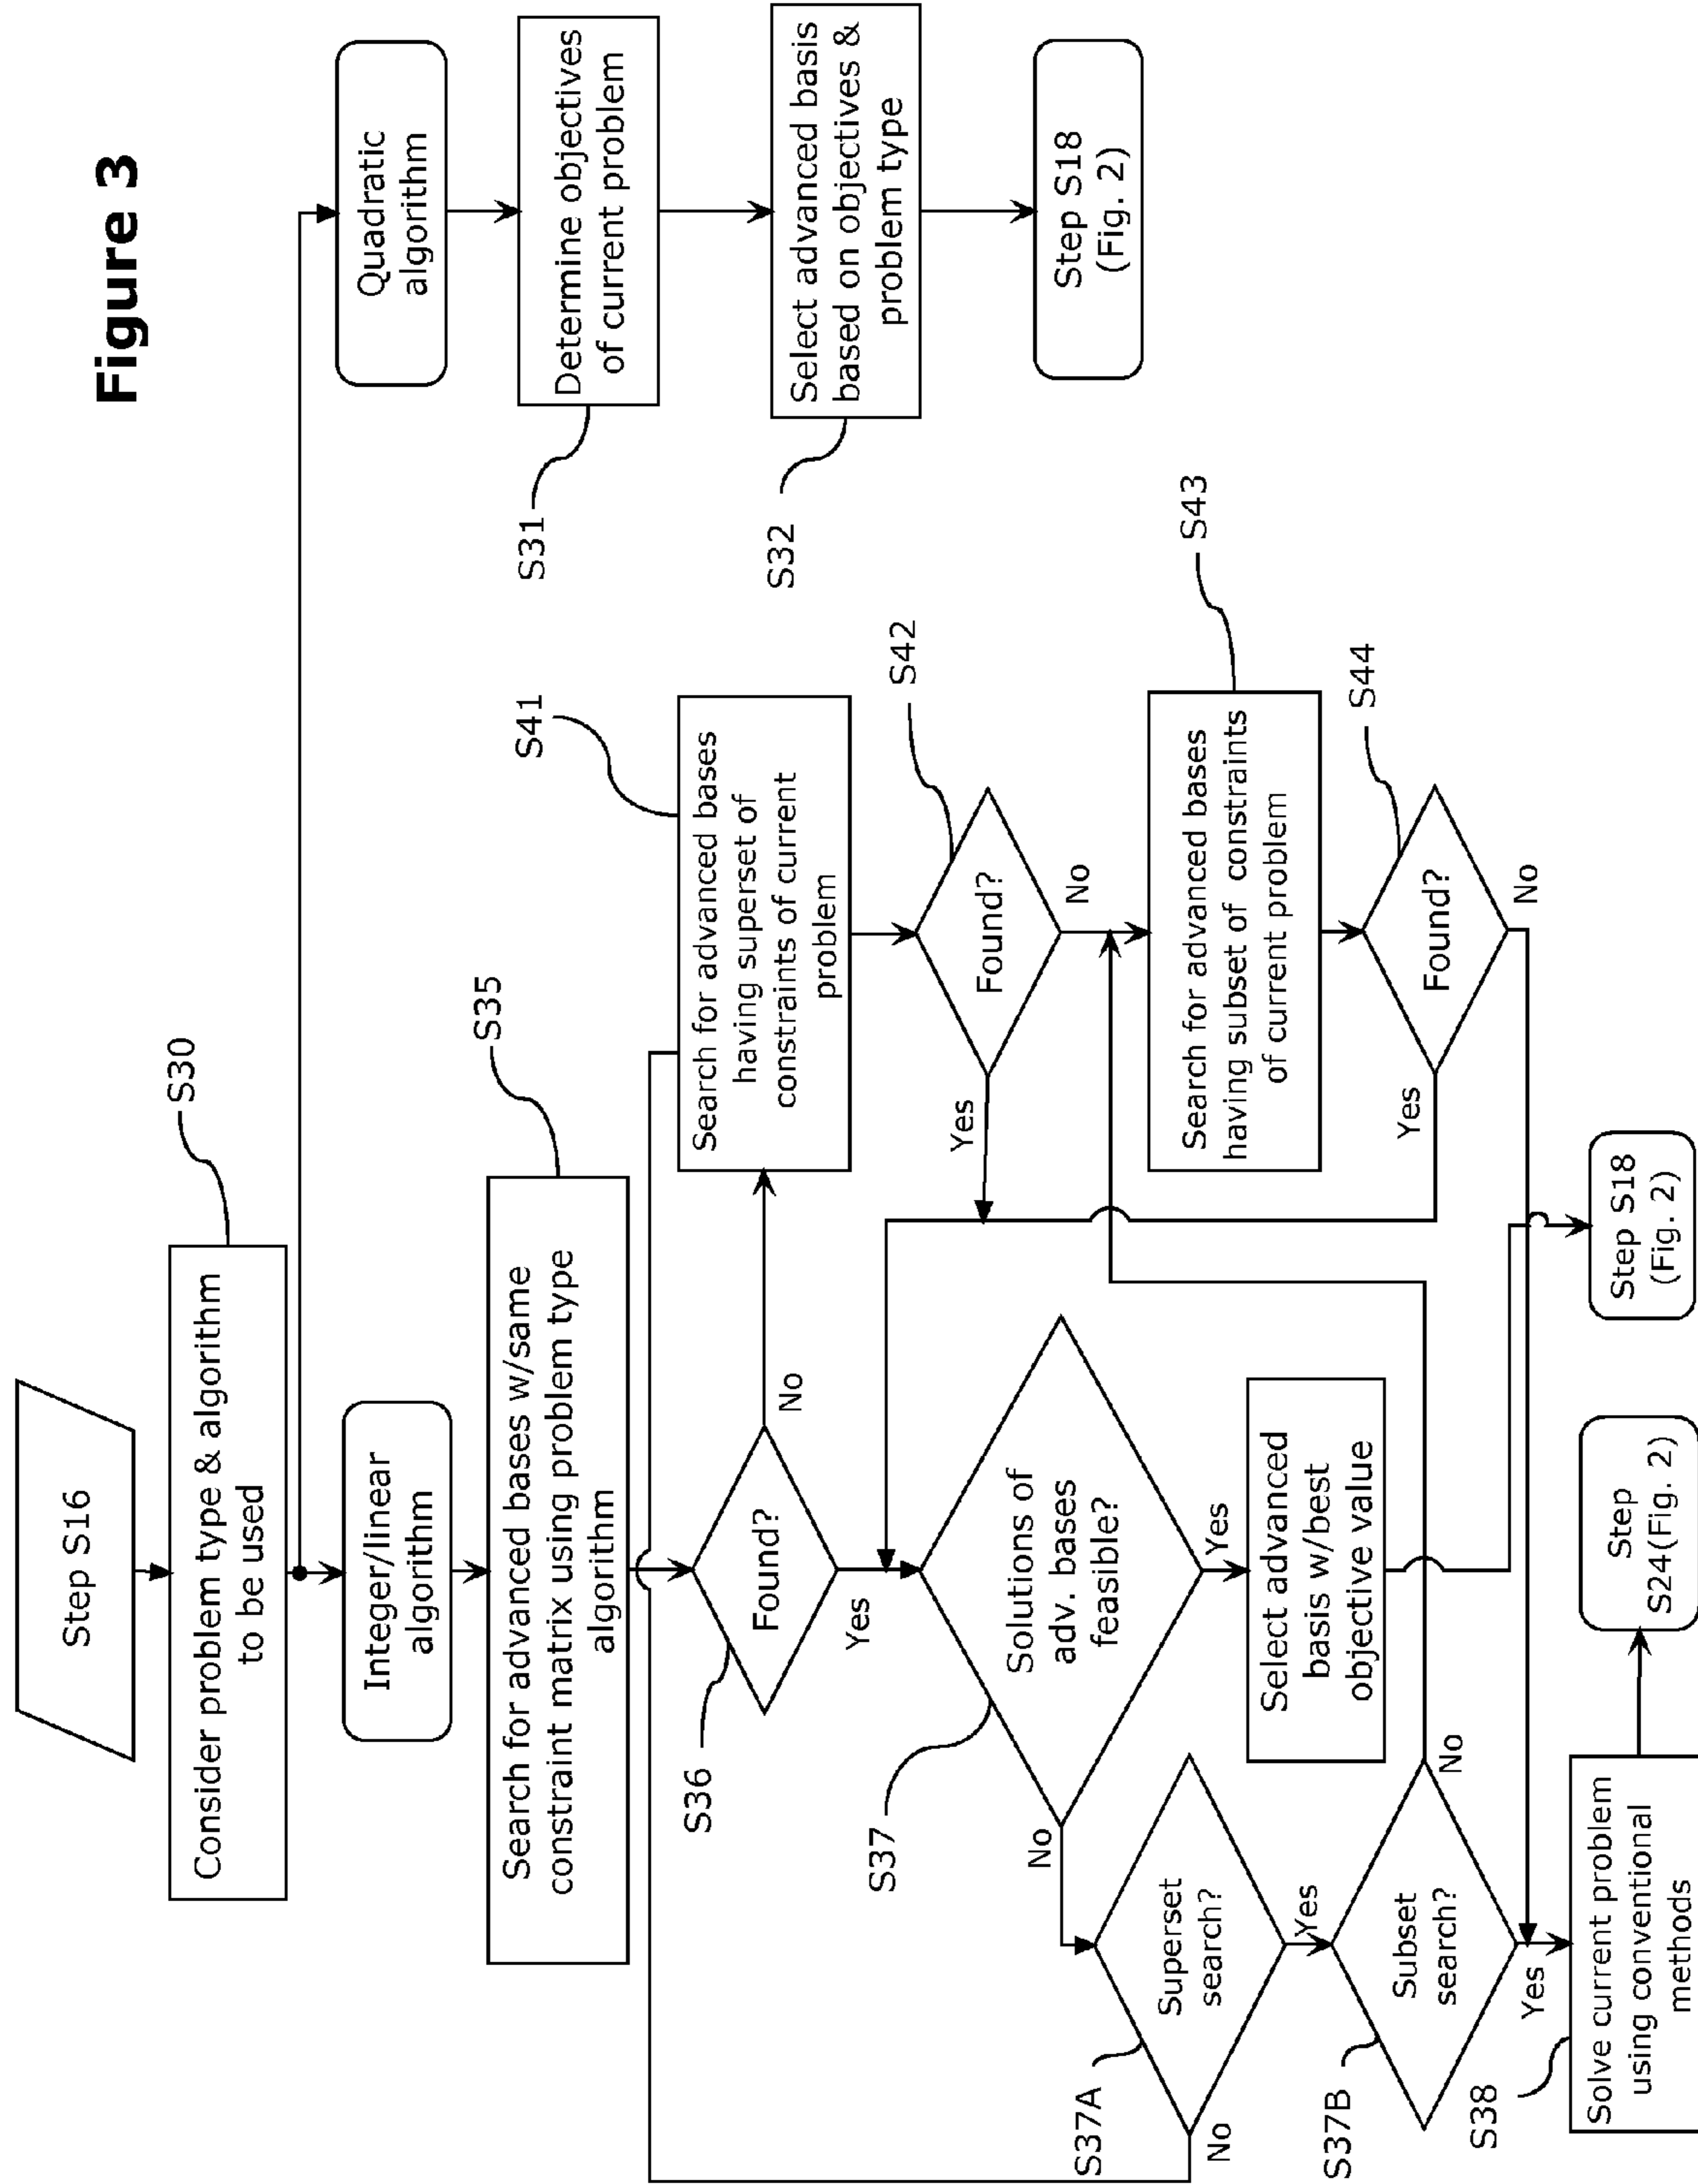 Figure 3
Step S16
Consider problem type & algorithm
to be used
S30
Integer/linear
algorithm
Quadratic
algorithm
Search for advanced bases w/same
constraint matrix using problem type
algorithm
S35
S31
Determine objectives
of current problem
S36
Found?
No
Yes
S41
Search for advanced bases
having superset of
constraints of current
problem
S32
Select advanced basis
based on objectives &
problem type
S37
Solutions of
adv. bases
feasible?
No
Yes
S42
Found?
Yes
No
Step S18
(Fig. 2)
S37A
Superset
search?
No
Yes
Select advanced
basis w/best
objective value
S43
Search for advanced bases
having subset of constraints
of current problem
S37B
Subset
search?
No
Yes
S44
Found?
Yes
No
S38
Solve current problem
using conventional
methods
Step
S24(Fig. 2)
Step S18
(Fig. 2)